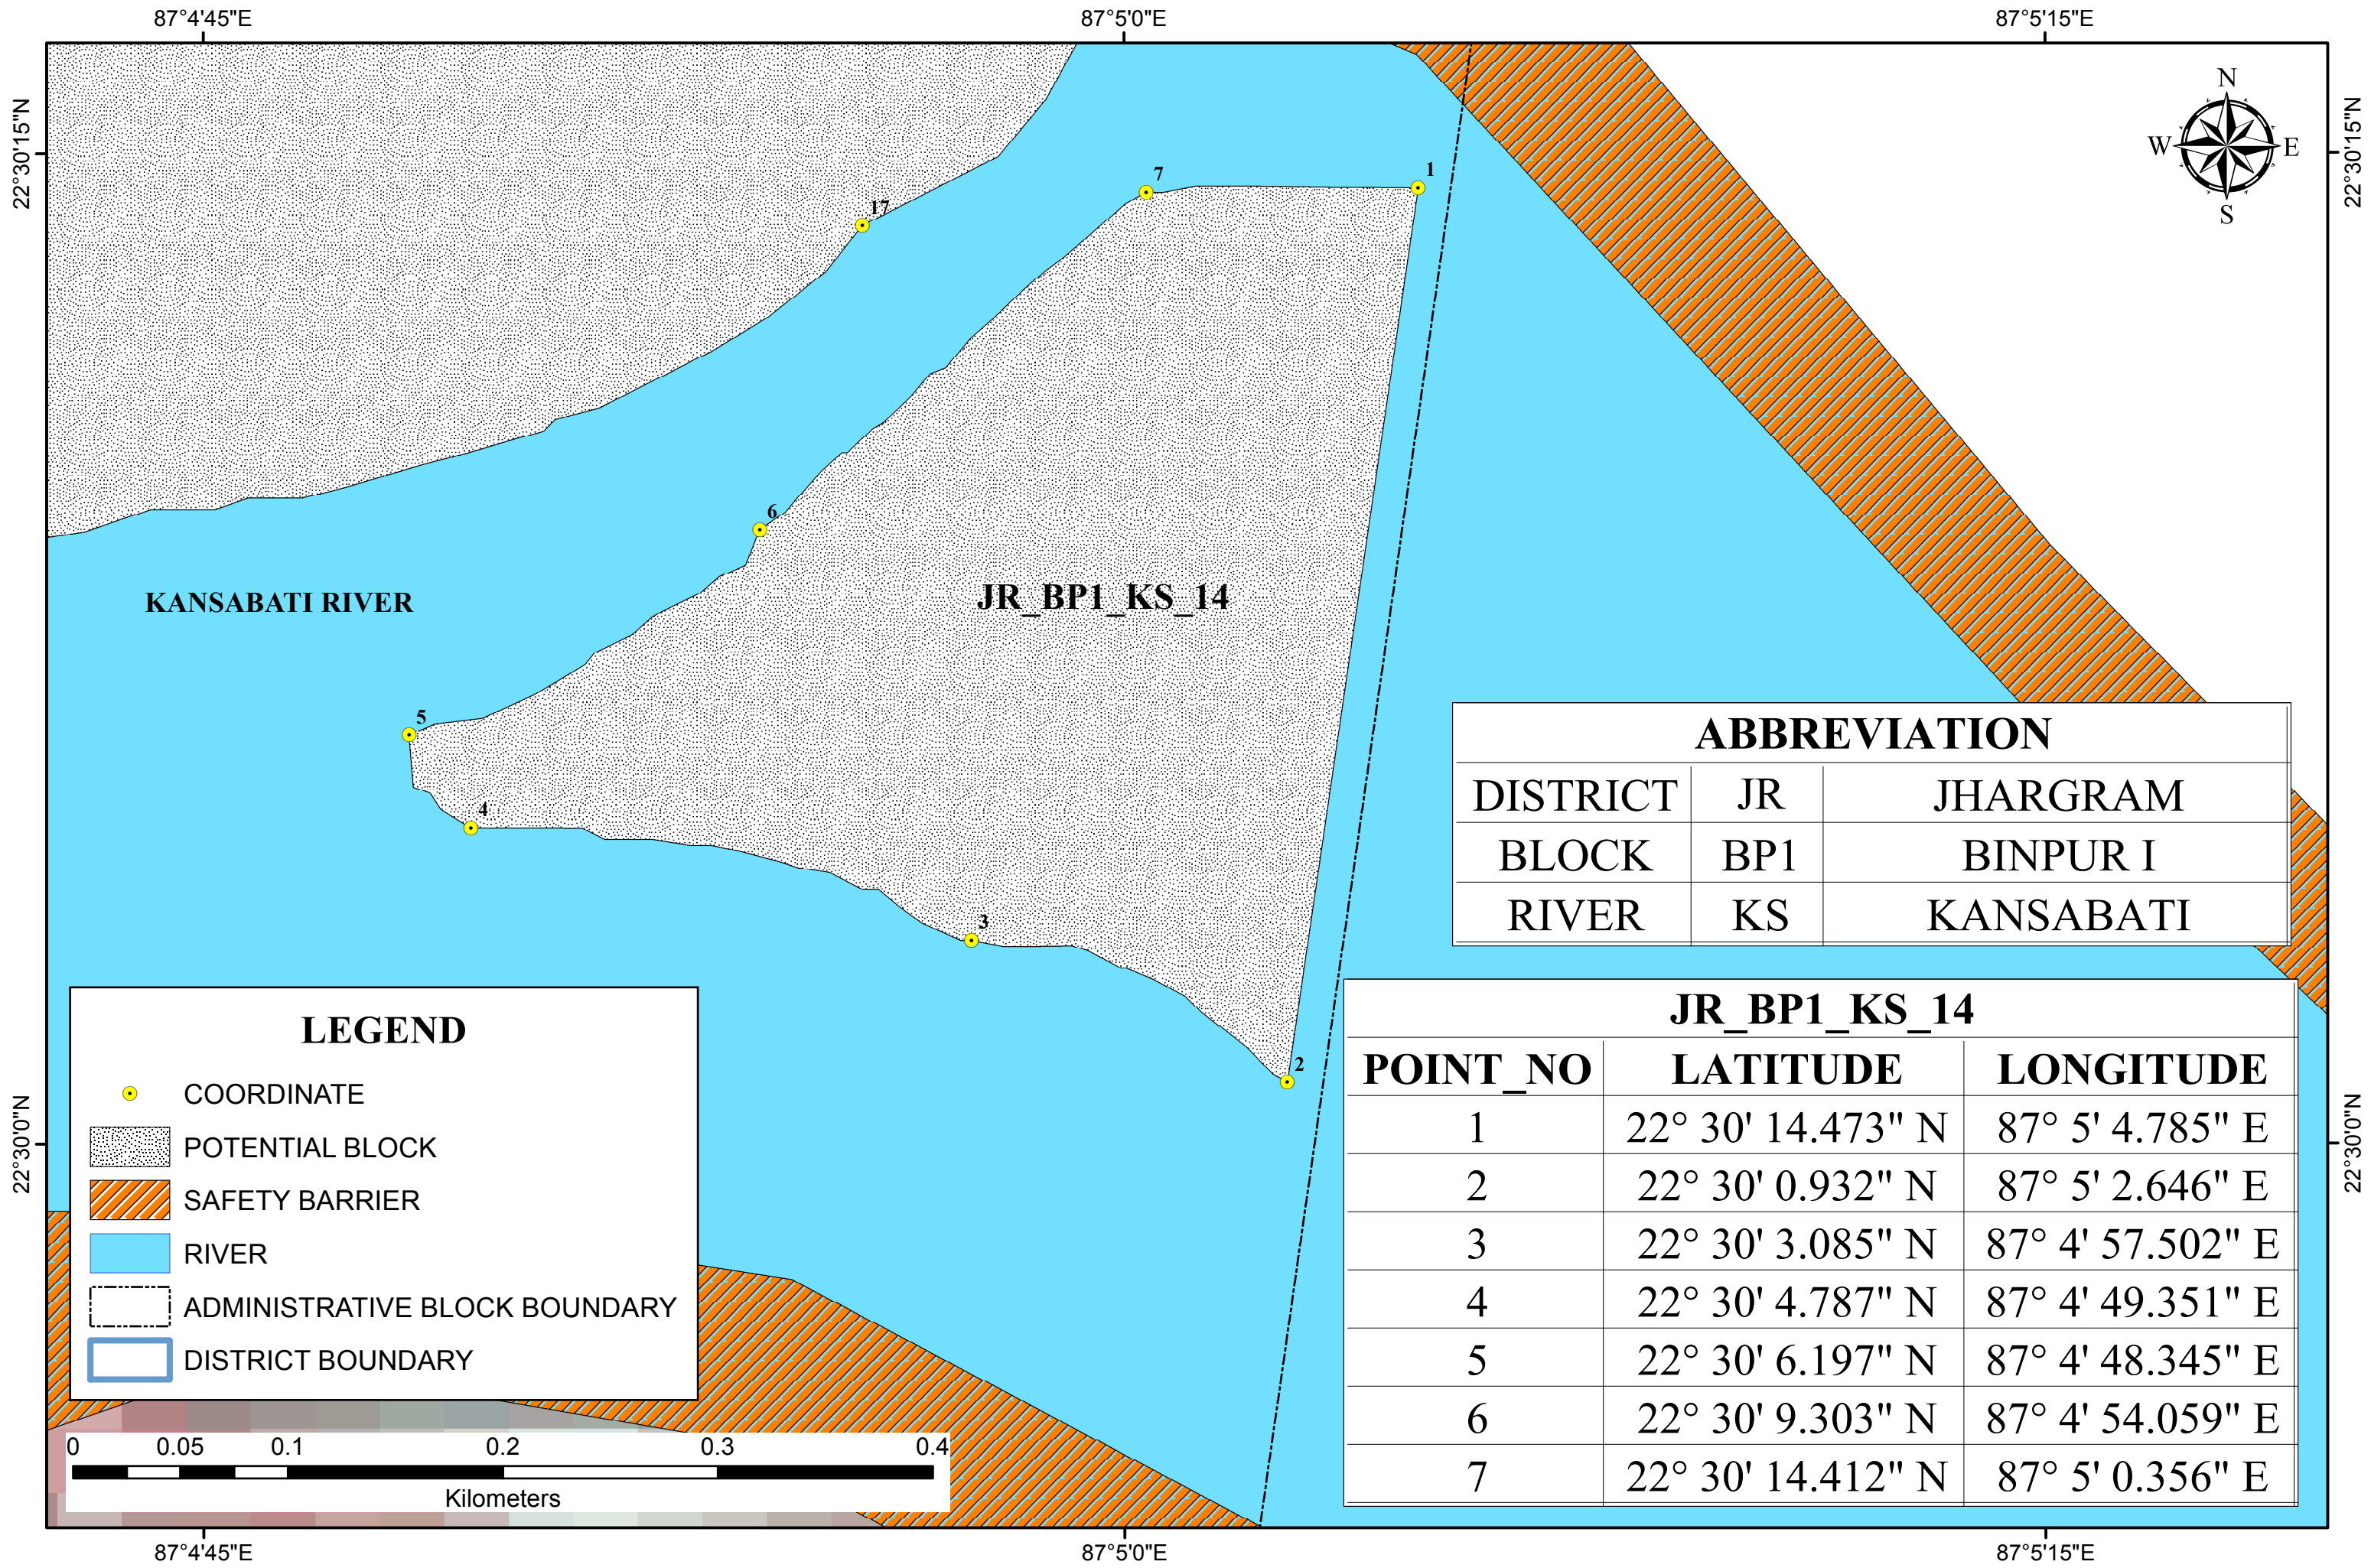 87°4'45"E 87°5'0"E 87°5'15"E
22°30'15"N 22°30'15"N
N
W E
S
7
1
17
6
KANSABATI RIVER
JR_BP1_KS_14
5
4
3
2
ABBREVIATION
DISTRICT JR JHARGRAM
BLOCK BP1 BINPUR I
RIVER KS KANSABATI
LEGEND
COORDINATE
POTENTIAL BLOCK
SAFETY BARRIER
RIVER
ADMINISTRATIVE BLOCK BOUNDARY
DISTRICT BOUNDARY
JR_BP1_KS_14
POINT_NO LATITUDE LONGITUDE
1 22° 30' 14.473" N 87° 5' 4.785" E
2 22° 30' 0.932" N 87° 5' 2.646" E
3 22° 30' 3.085" N 87° 4' 57.502" E
4 22° 30' 4.787" N 87° 4' 49.351" E
5 22° 30' 6.197" N 87° 4' 48.345" E
6 22° 30' 9.303" N 87° 4' 54.059" E
7 22° 30' 14.412" N 87° 5' 0.356" E
22°30'0"N 22°30'0"N
0 0.05 0.1 0.2 0.3 0.4
Kilometers
87°4'45"E 87°5'0"E 87°5'15"E